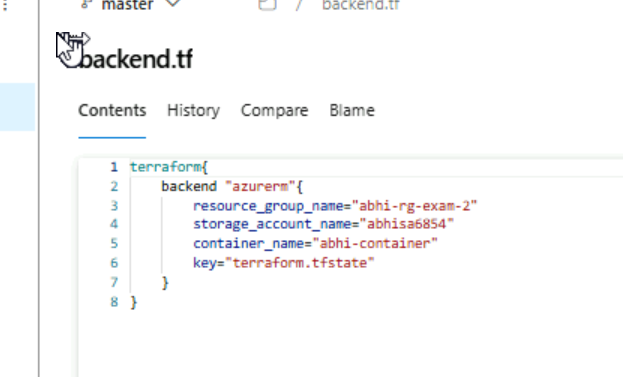 master / backend.tf
backend.tf
Contents History Compare Blame
1 terraform{
2 backend "azurerm"{
3 resource_group_name="abhi-rg-exam-2"
4 storage_account_name="abhisa6854"
5 container_name="abhi-container"
6 key="terraform.tfstate"
7 }
8 }